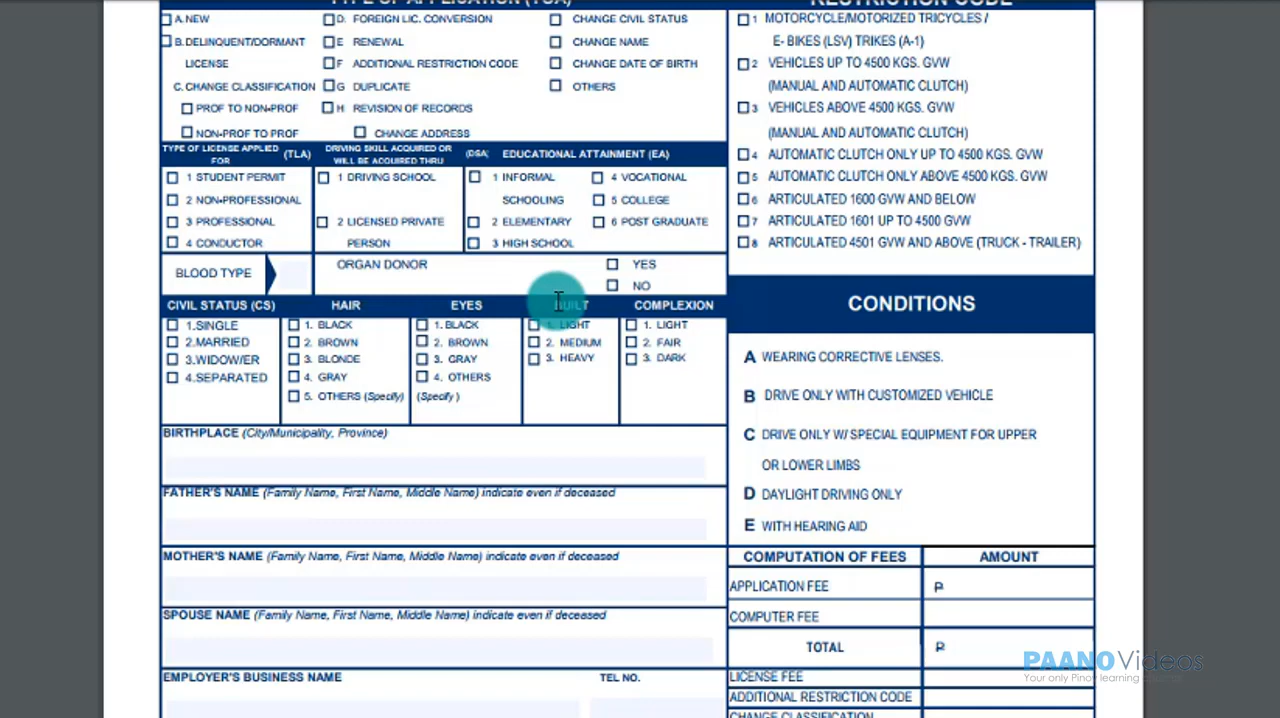 TYPE OF APPLICATION (TOA)
A. NEW
B. DELINQUENT/DORMANT
LICENSE
C. CHANGE CLASSIFICATION
PROF TO NON-PROF
NON-PROF TO PROF
D. FOREIGN LIC. CONVERSION
E RENEWAL
F ADDITIONAL RESTRICTION CODE
G DUPLICATE
H REVISION OF RECORDS
CHANGE ADDRESS
CHANGE CIVIL STATUS
CHANGE NAME
CHANGE DATE OF BIRTH
OTHERS
TYPE OF LICENSE APPLIED
FOR
(TLA)
1 STUDENT PERMIT
2 NON-PROFESSIONAL
3 PROFESSIONAL
4 CONDUCTOR
DRIVING SKILL ACQUIRED OR
WILL BE ACQUIRED THRU
(DSA)
1 DRIVING SCHOOL
2 LICENSED PRIVATE
PERSON
EDUCATIONAL ATTAINMENT (EA)
1 INFORMAL
SCHOOLING
2 ELEMENTARY
3 HIGH SCHOOL
4 VOCATIONAL
5 COLLEGE
6 POST GRADUATE
BLOOD TYPE
ORGAN DONOR
YES
NO
CIVIL STATUS (CS)
1.SINGLE
2.MARRIED
3.WIDOW/ER
4.SEPARATED
HAIR
1. BLACK
2. BROWN
3. BLONDE
4. GRAY
5. OTHERS (Specify)
EYES
1. BLACK
2. BROWN
3. GRAY
4. OTHERS
(Specify )
BUILT
1. LIGHT
2. MEDIUM
3. HEAVY
COMPLEXION
1. LIGHT
2. FAIR
3. DARK
BIRTHPLACE (City/Municipality, Province)
FATHER'S NAME (Family Name, First Name, Middle Name) indicate even if deceased
MOTHER'S NAME (Family Name, First Name, Middle Name) indicate even if deceased
SPOUSE NAME (Family Name, First Name, Middle Name) indicate even if deceased
EMPLOYER'S BUSINESS NAME
TEL NO.
RESTRICTION CODE
1 MOTORCYCLE/MOTORIZED TRICYCLES /
E- BIKES (LSV) TRIKES (A-1)
2 VEHICLES UP TO 4500 KGS. GVW
(MANUAL AND AUTOMATIC CLUTCH)
3 VEHICLES ABOVE 4500 KGS. GVW
(MANUAL AND AUTOMATIC CLUTCH)
4 AUTOMATIC CLUTCH ONLY UP TO 4500 KGS. GVW
5 AUTOMATIC CLUTCH ONLY ABOVE 4500 KGS. GVW
6 ARTICULATED 1600 GVW AND BELOW
7 ARTICULATED 1601 UP TO 4500 GVW
8 ARTICULATED 4501 GVW AND ABOVE (TRUCK - TRAILER)
CONDITIONS
A WEARING CORRECTIVE LENSES.
B DRIVE ONLY WITH CUSTOMIZED VEHICLE
C DRIVE ONLY W/ SPECIAL EQUIPMENT FOR UPPER
OR LOWER LIMBS
D DAYLIGHT DRIVING ONLY
E WITH HEARING AID
COMPUTATION OF FEES AMOUNT
APPLICATION FEE ₱
COMPUTER FEE
TOTAL ₱
LICENSE FEE
ADDITIONAL RESTRICTION CODE
CHANGE CLASSIFICATION
PAANO Videos
Your only Pinoy learning